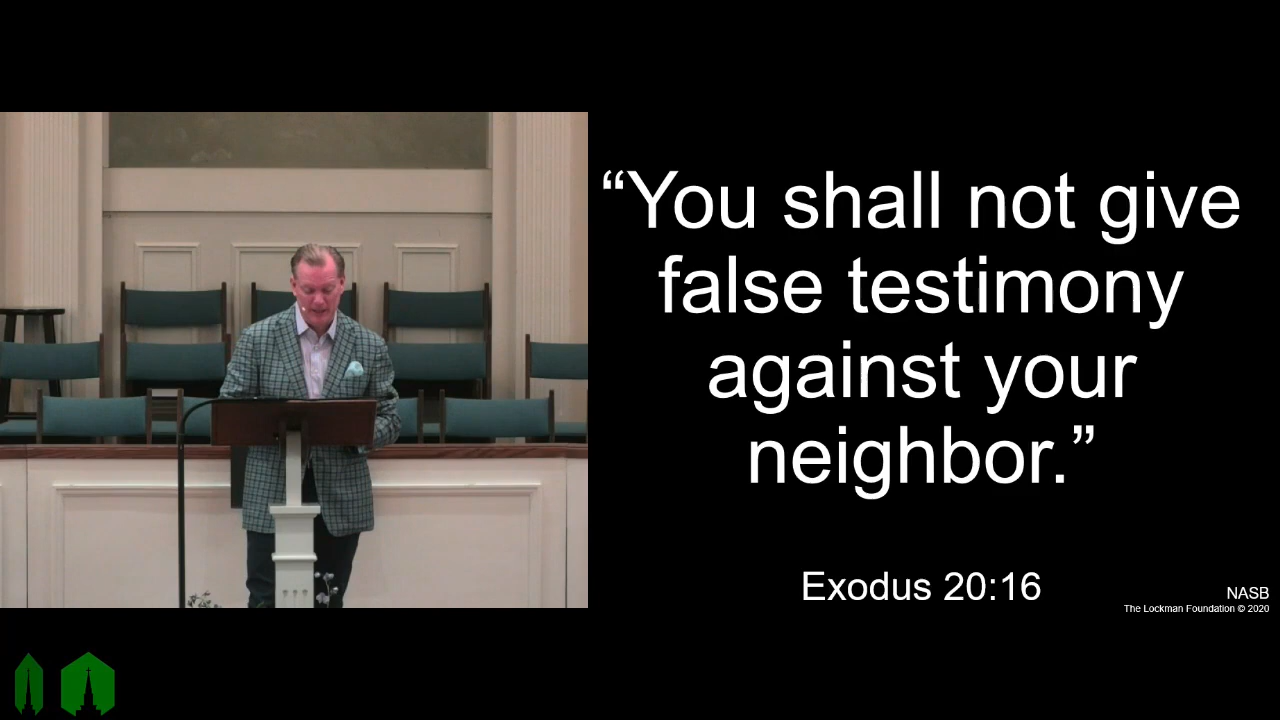 “You shall not give
false testimony
against your
neighbor.”
Exodus 20:16
NASB
The Lockman Foundation © 2020